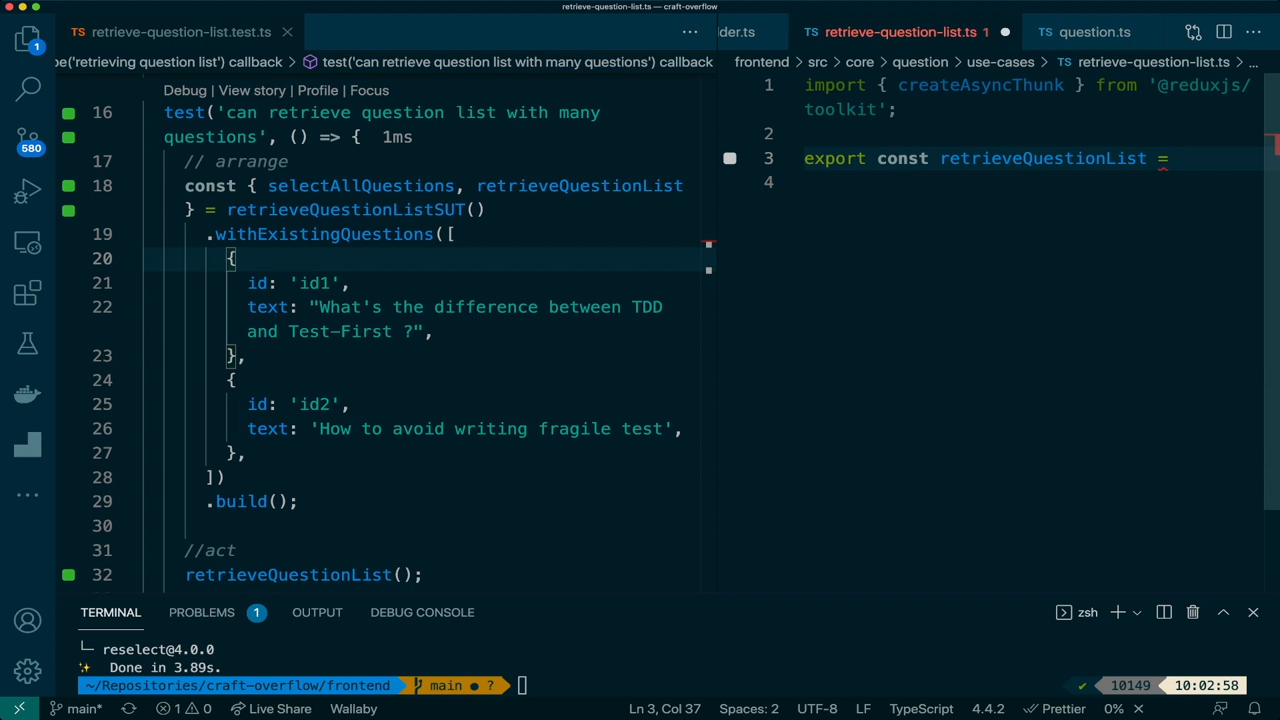 retrieve-question-list.ts — craft-overflow
TS retrieve-question-list.test.ts
lder.ts
TS retrieve-question-list.ts 1
TS question.ts
be('retrieving question list') callback > test('can retrieve question list with many questions') callback
frontend > src > core > question > use-cases > TS retrieve-question-list.ts > ...
1
580
Debug | View story | Profile | Focus
16 test('can retrieve question list with many
questions', () => { 1ms
17 // arrange
18 const { selectAllQuestions, retrieveQuestionList
} = retrieveQuestionListSUT()
19 .withExistingQuestions([
20 {
21 id: 'id1',
22 text: "What's the difference between TDD
and Test-First ?",
23 },
24 {
25 id: 'id2',
26 text: 'How to avoid writing fragile test',
27 },
28 ])
29 .build();
30
31 //act
32 retrieveQuestionList();
1 import { createAsyncThunk } from '@reduxjs/
toolkit';
2
3 export const retrieveQuestionList =
4
TERMINAL PROBLEMS 1 OUTPUT DEBUG CONSOLE
zsh
└─ reselect@4.0.0
✨ Done in 3.89s.
~/Repositories/craft-overflow/frontend main ● ?
✔ 10149 10:02:58
main* 1 0 Live Share Wallaby
Ln 3, Col 37 Spaces: 2 UTF-8 LF TypeScript 4.4.2 Prettier 0%